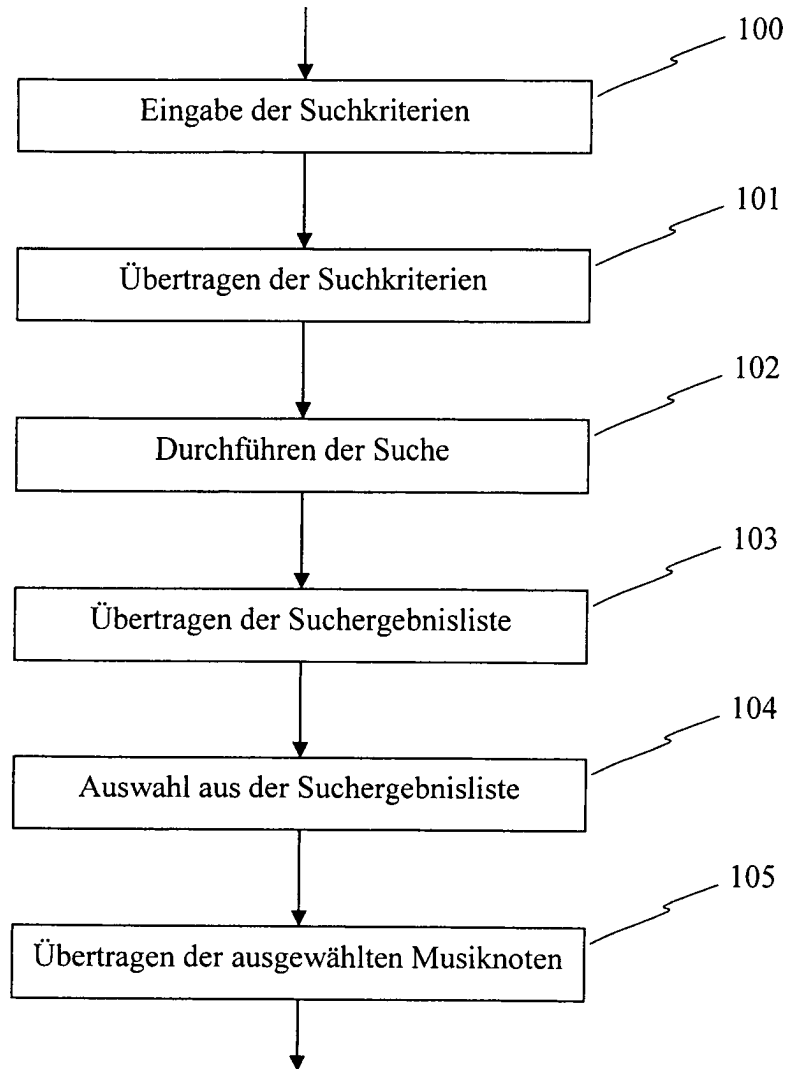 100
Eingabe der Suchkriterien
101
Übertragen der Suchkriterien
102
Durchführen der Suche
103
Übertragen der Suchergebnisliste
104
Auswahl aus der Suchergebnisliste
105
Übertragen der ausgewählten Musiknoten